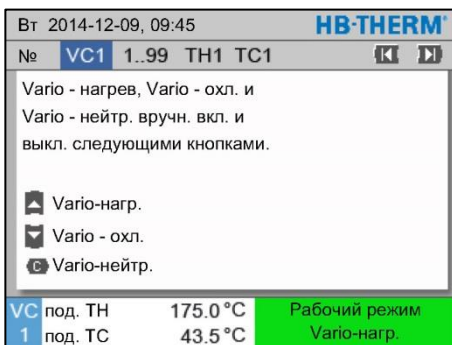 Вт 2014-12-09, 09:45 HB-THERM®
№ VC1 1..99 TH1 TC1
Vario - нагрев, Vario - охл. и
Vario - нейтр. вручн. вкл. и
выкл. следующими кнопками.
Vario-нагр.
Vario - охл.
C Vario-нейтр.
VC под. TH 175.0 °C Рабочий режим
1 под. TC 43.5 °C Vario-нагр.